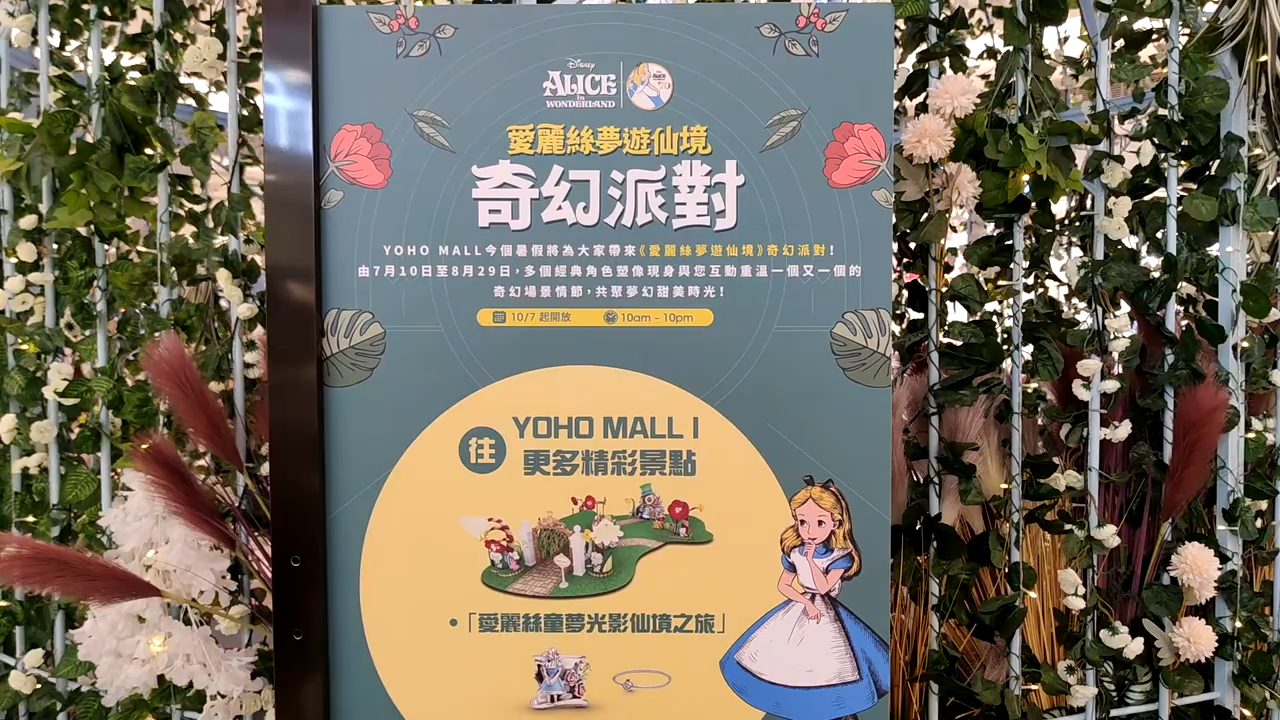 Disney
ALICE
in
WONDERLAND
愛麗絲夢遊仙境
奇幻派對
YOHO MALL今個暑假將為大家帶來《愛麗絲夢遊仙境》奇幻派對！
由7月10日至8月29日，多個經典角色塑像現身與您互動重溫一個又一個的
奇幻場景情節，共聚夢幻甜美時光！
10/7 起開放 10am - 10pm
往 YOHO MALL I
更多精彩景點
•「愛麗絲童夢光影仙境之旅」